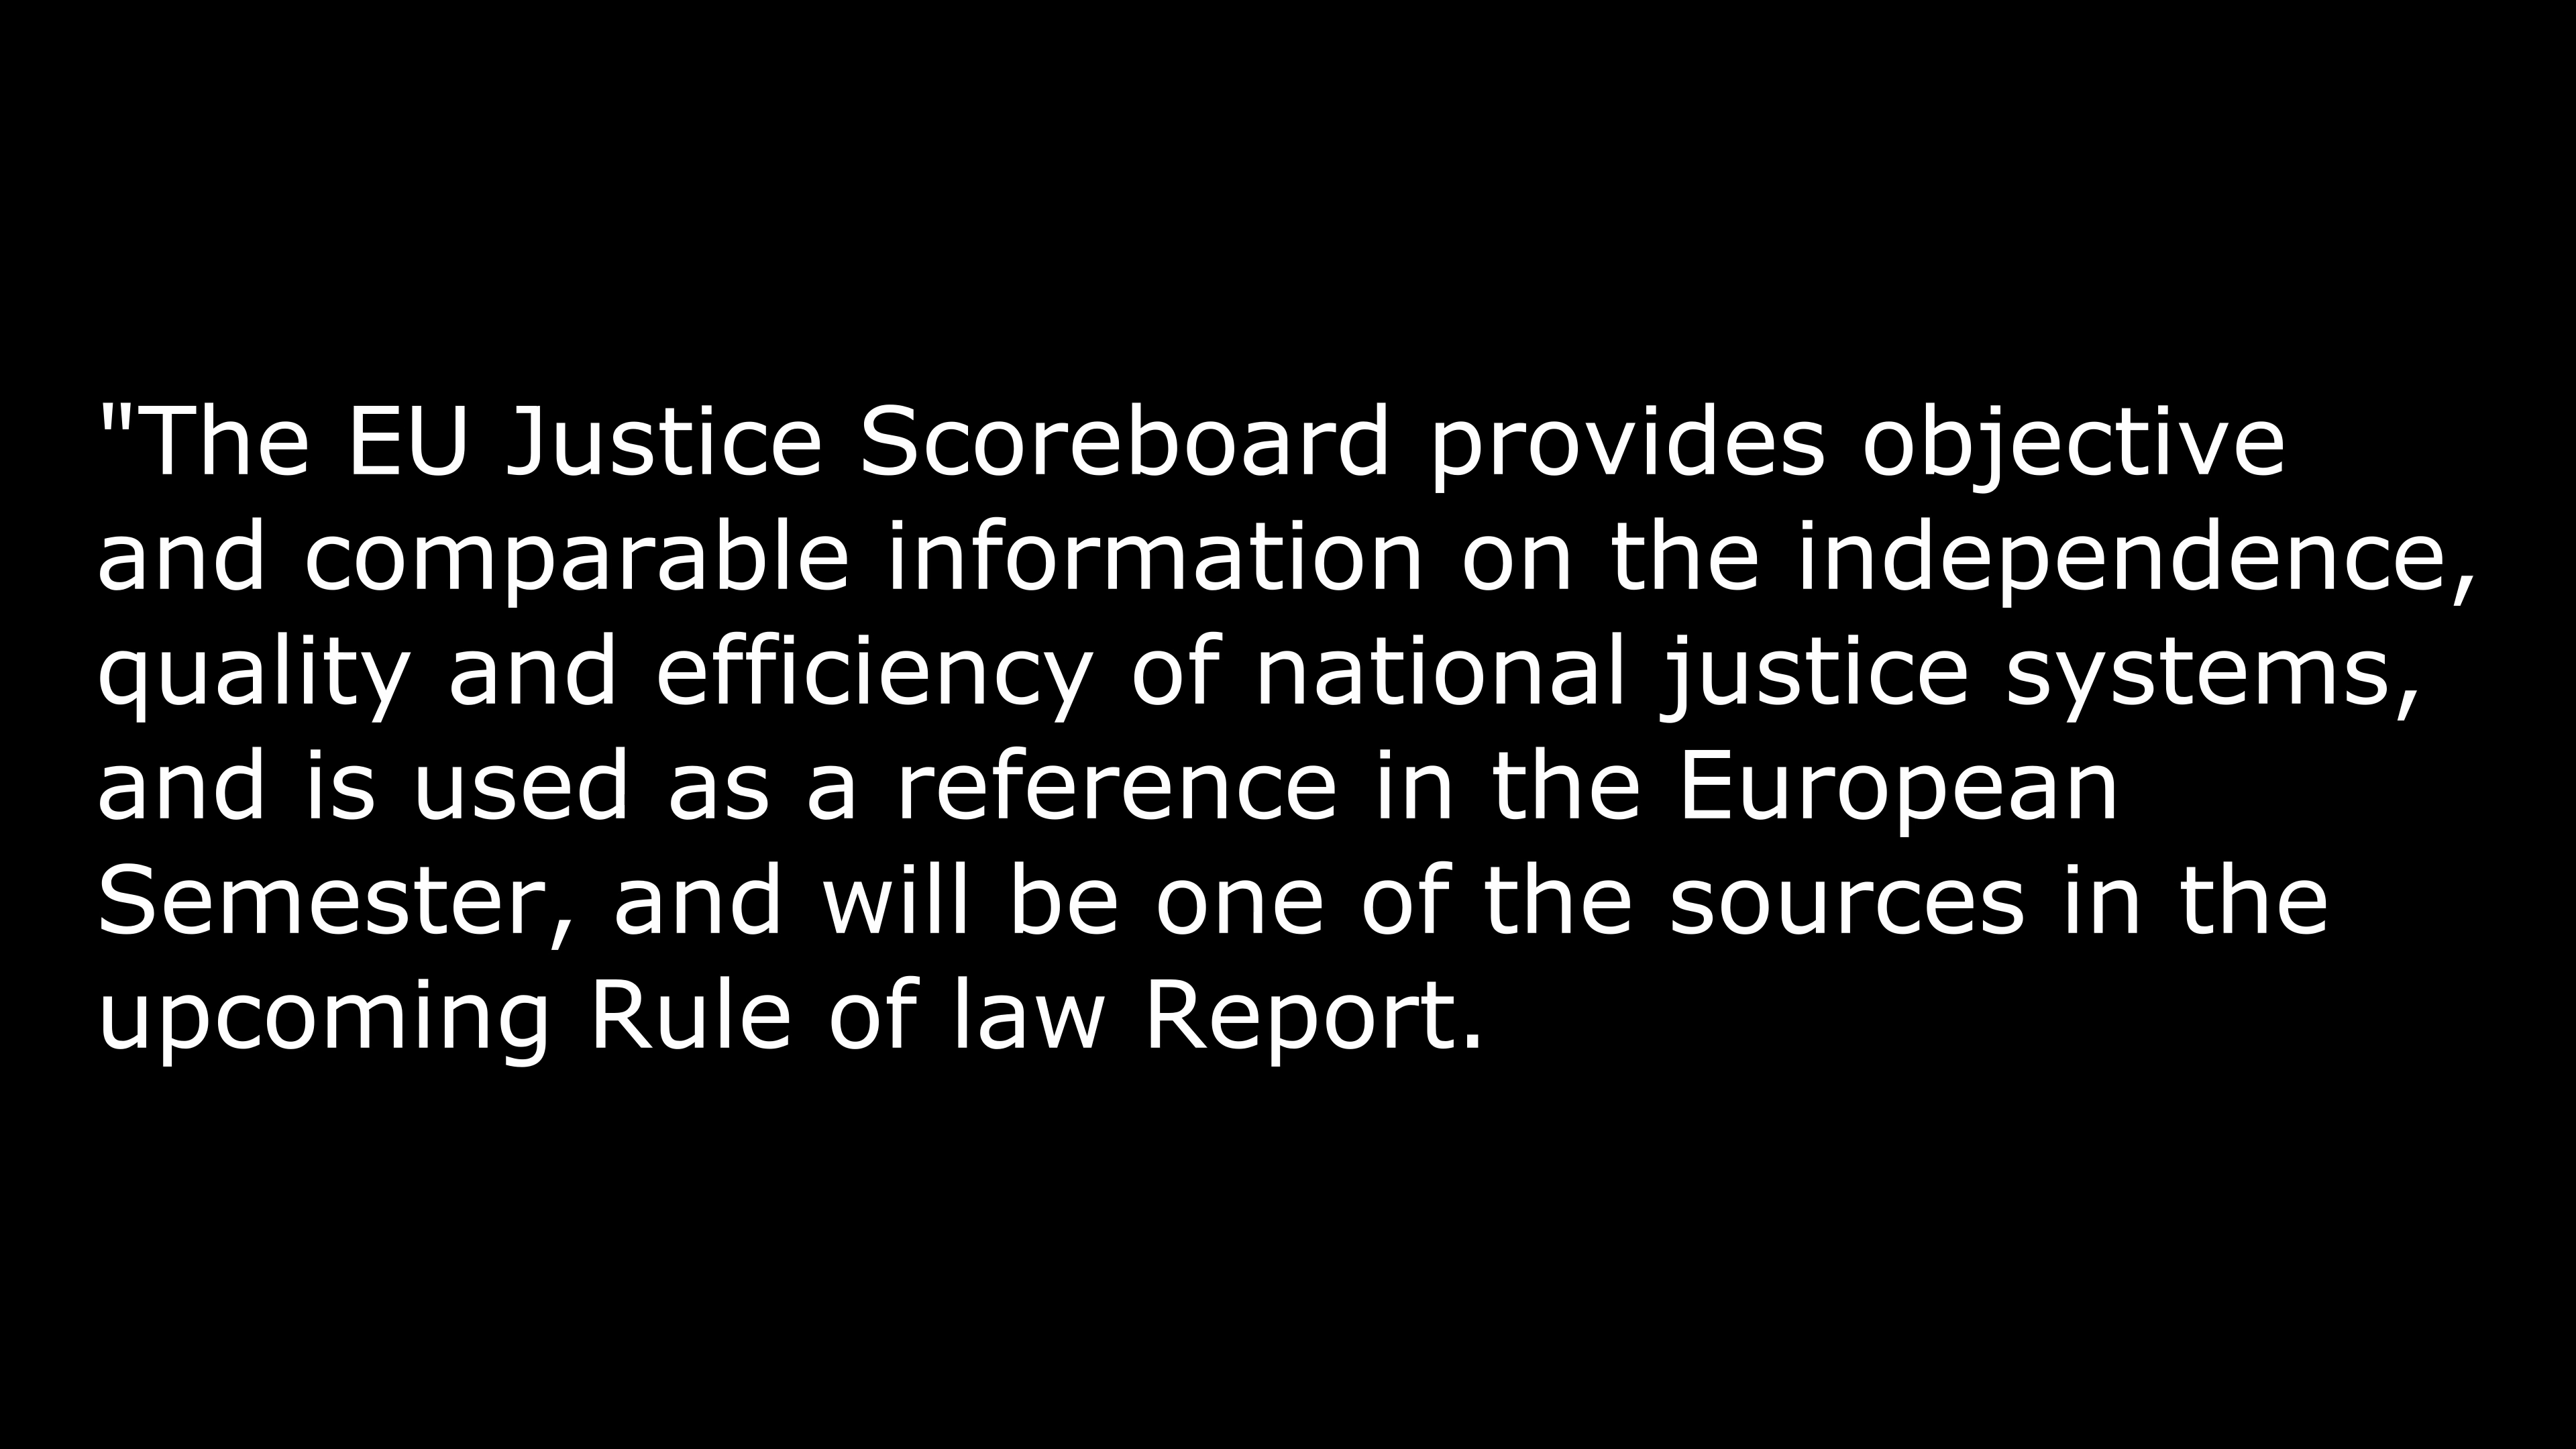 "The EU Justice Scoreboard provides objective
and comparable information on the independence,
quality and efficiency of national justice systems,
and is used as a reference in the European
Semester, and will be one of the sources in the
upcoming Rule of law Report.